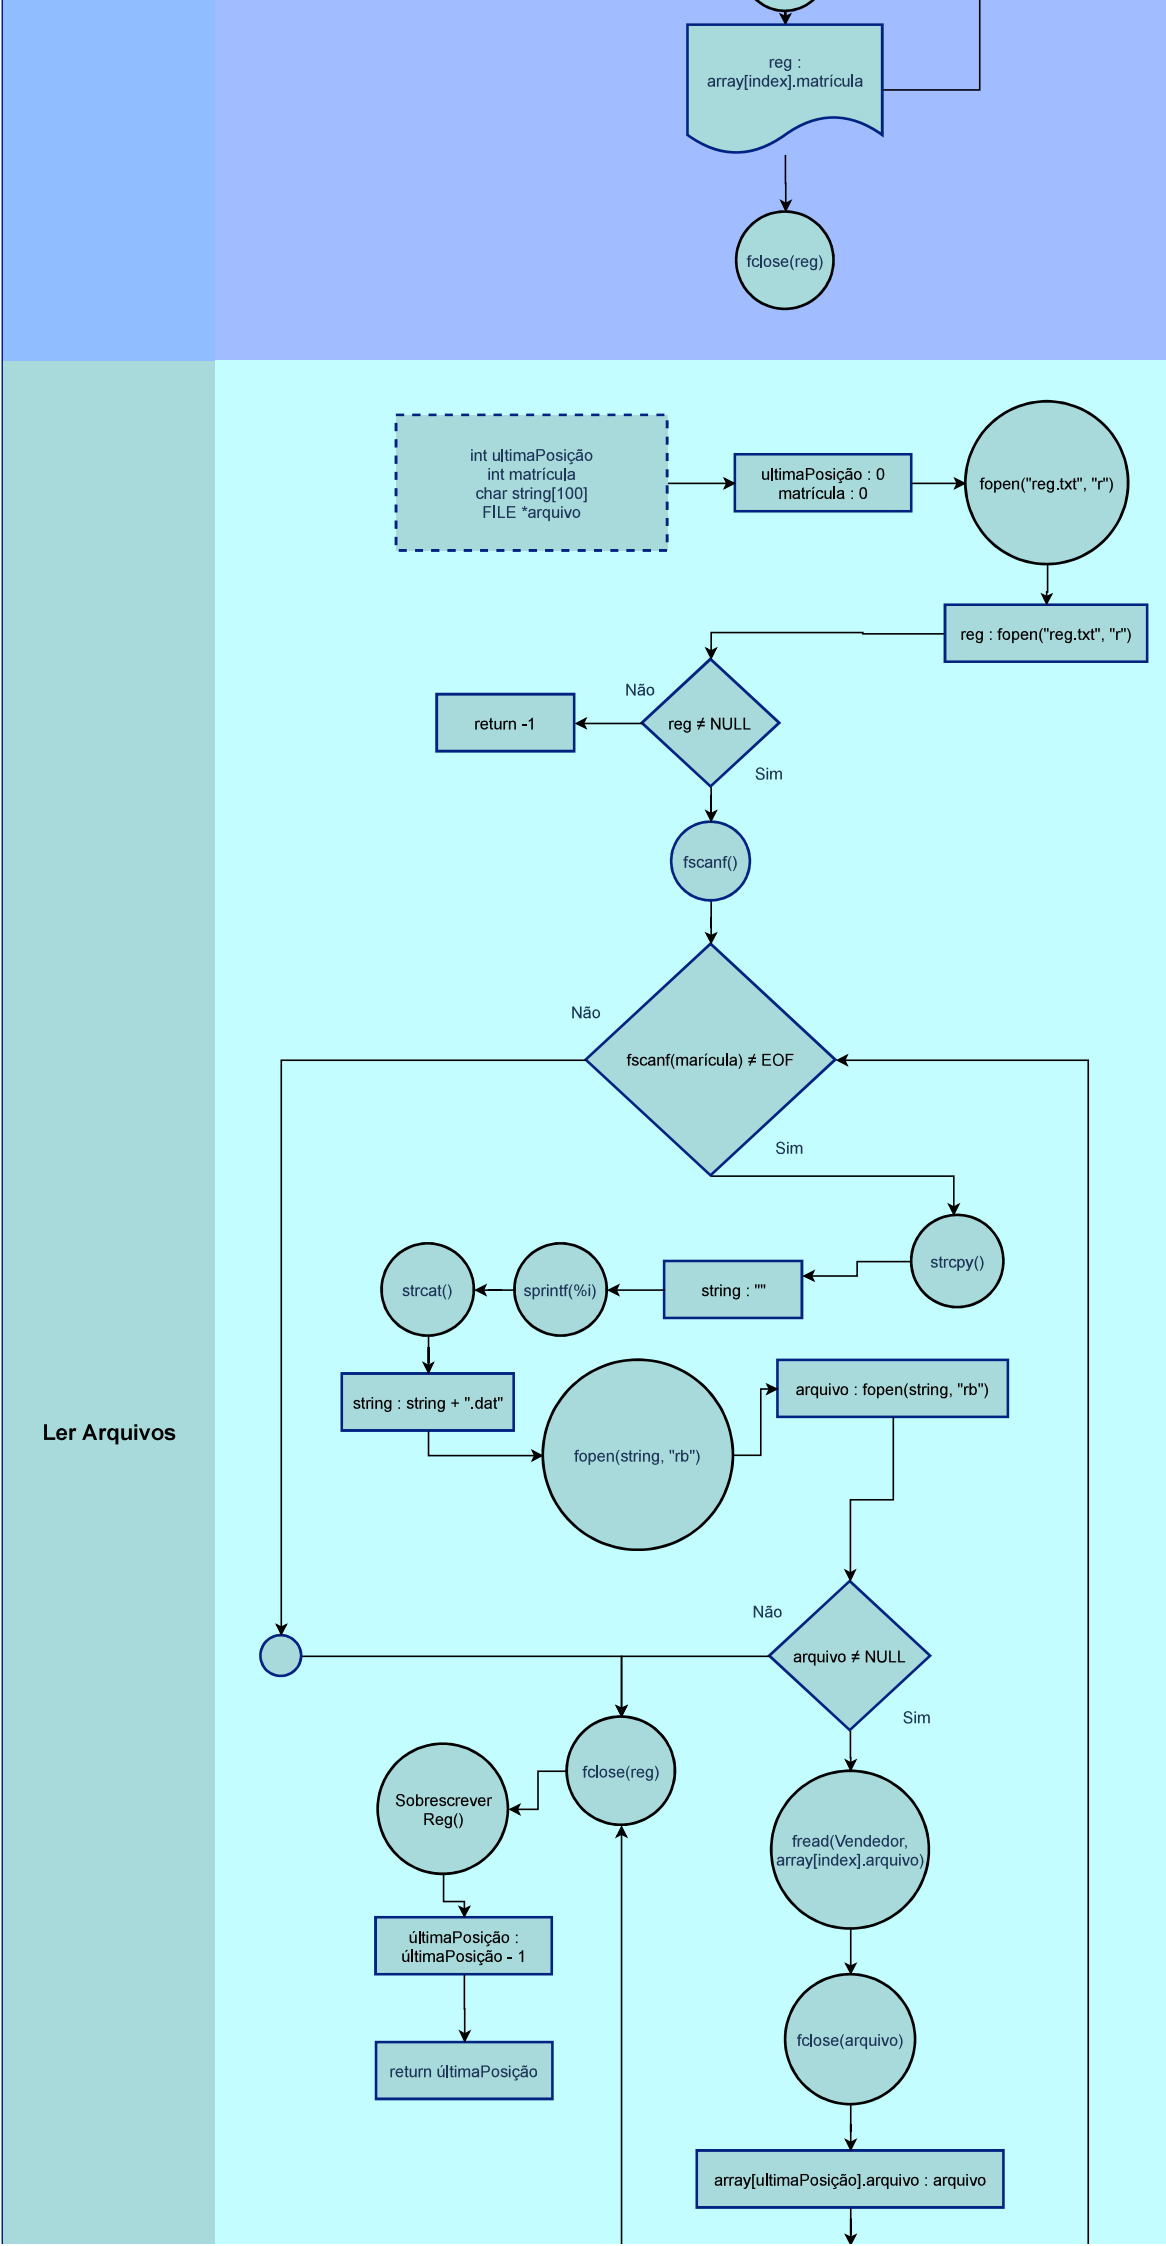 reg :
array[index].matrícula
fclose(reg)
int ultimaPosição
int matrícula
char string[100]
FILE *arquivo
ultimaPosição : 0
matrícula : 0
fopen("reg.txt", "r")
reg : fopen("reg.txt", "r")
Não
reg ≠ NULL
return -1
Sim
fscanf()
Não
fscanf(marícula) ≠ EOF
Sim
strcpy()
string : ""
sprintf(%i)
strcat()
string : string + ".dat"
fopen(string, "rb")
arquivo : fopen(string, "rb")
Ler Arquivos
Não
arquivo ≠ NULL
Sim
fclose(reg)
Sobrescrever
Reg()
fread(Vendedor,
array[index].arquivo)
últimaPosição :
últimaPosição - 1
fclose(arquivo)
return últimaPosição
array[ultimaPosição].arquivo : arquivo